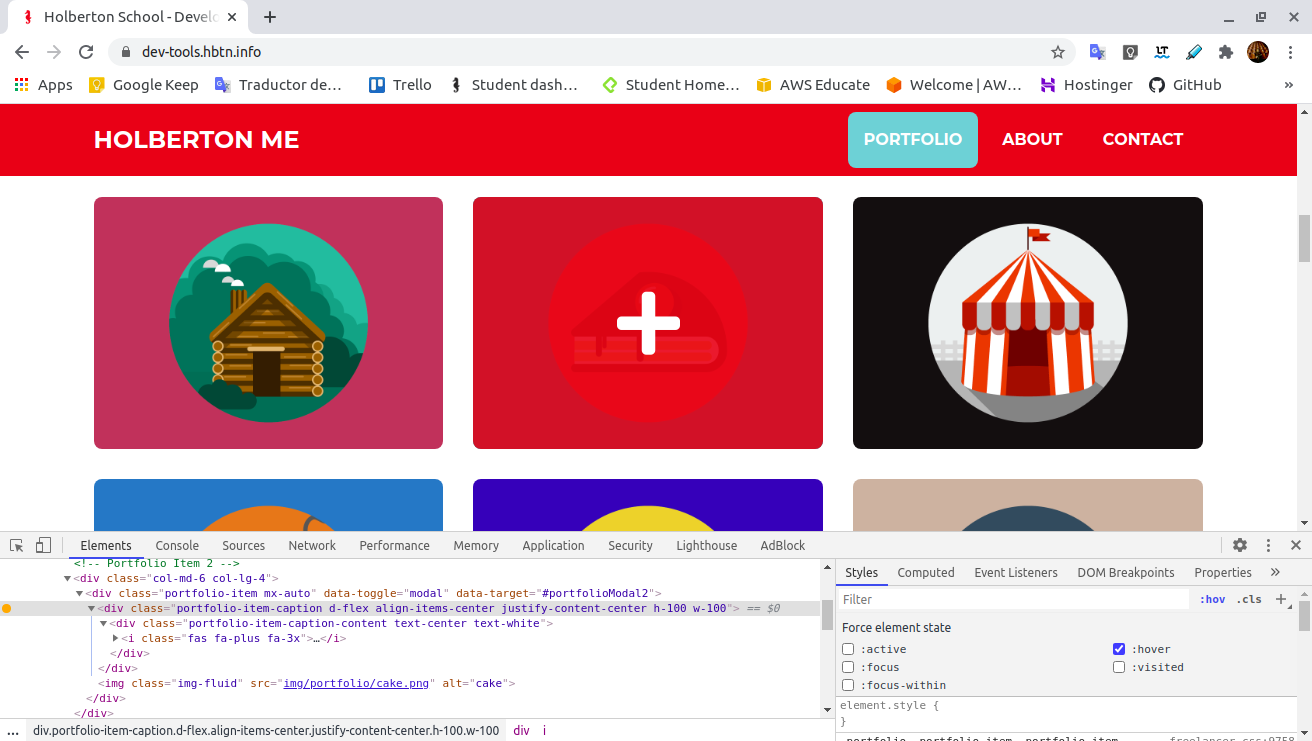 Holberton School - Develo
dev-tools.hbtn.info
Apps Google Keep Traductor de… Trello Student dash… Student Home… AWS Educate Welcome | AW… Hostinger GitHub »
HOLBERTON ME PORTFOLIO ABOUT CONTACT
Elements Console Sources Network Performance Memory Application Security Lighthouse AdBlock
<!-- Portfolio Item 2 -->
<div class="col-md-6 col-lg-4">
<div class="portfolio-item mx-auto" data-toggle="modal" data-target="#portfolioModal2">
<div class="portfolio-item-caption d-flex align-items-center justify-content-center h-100 w-100"> == $0
<div class="portfolio-item-caption-content text-center text-white">
<i class="fas fa-plus fa-3x">…</i>
</div>
</div>
<img class="img-fluid" src="img/portfolio/cake.png" alt="cake">
</div>
</div>
... div.portfolio-item-caption.d-flex.align-items-center.justify-content-center.h-100.w-100 div i
Styles Computed Event Listeners DOM Breakpoints Properties »
Filter :hov .cls +
Force element state
:active :hover
:focus :visited
:focus-within
element.style {
}
.portfolio .portfolio-item .portfolio-item- freelancer.css:9758